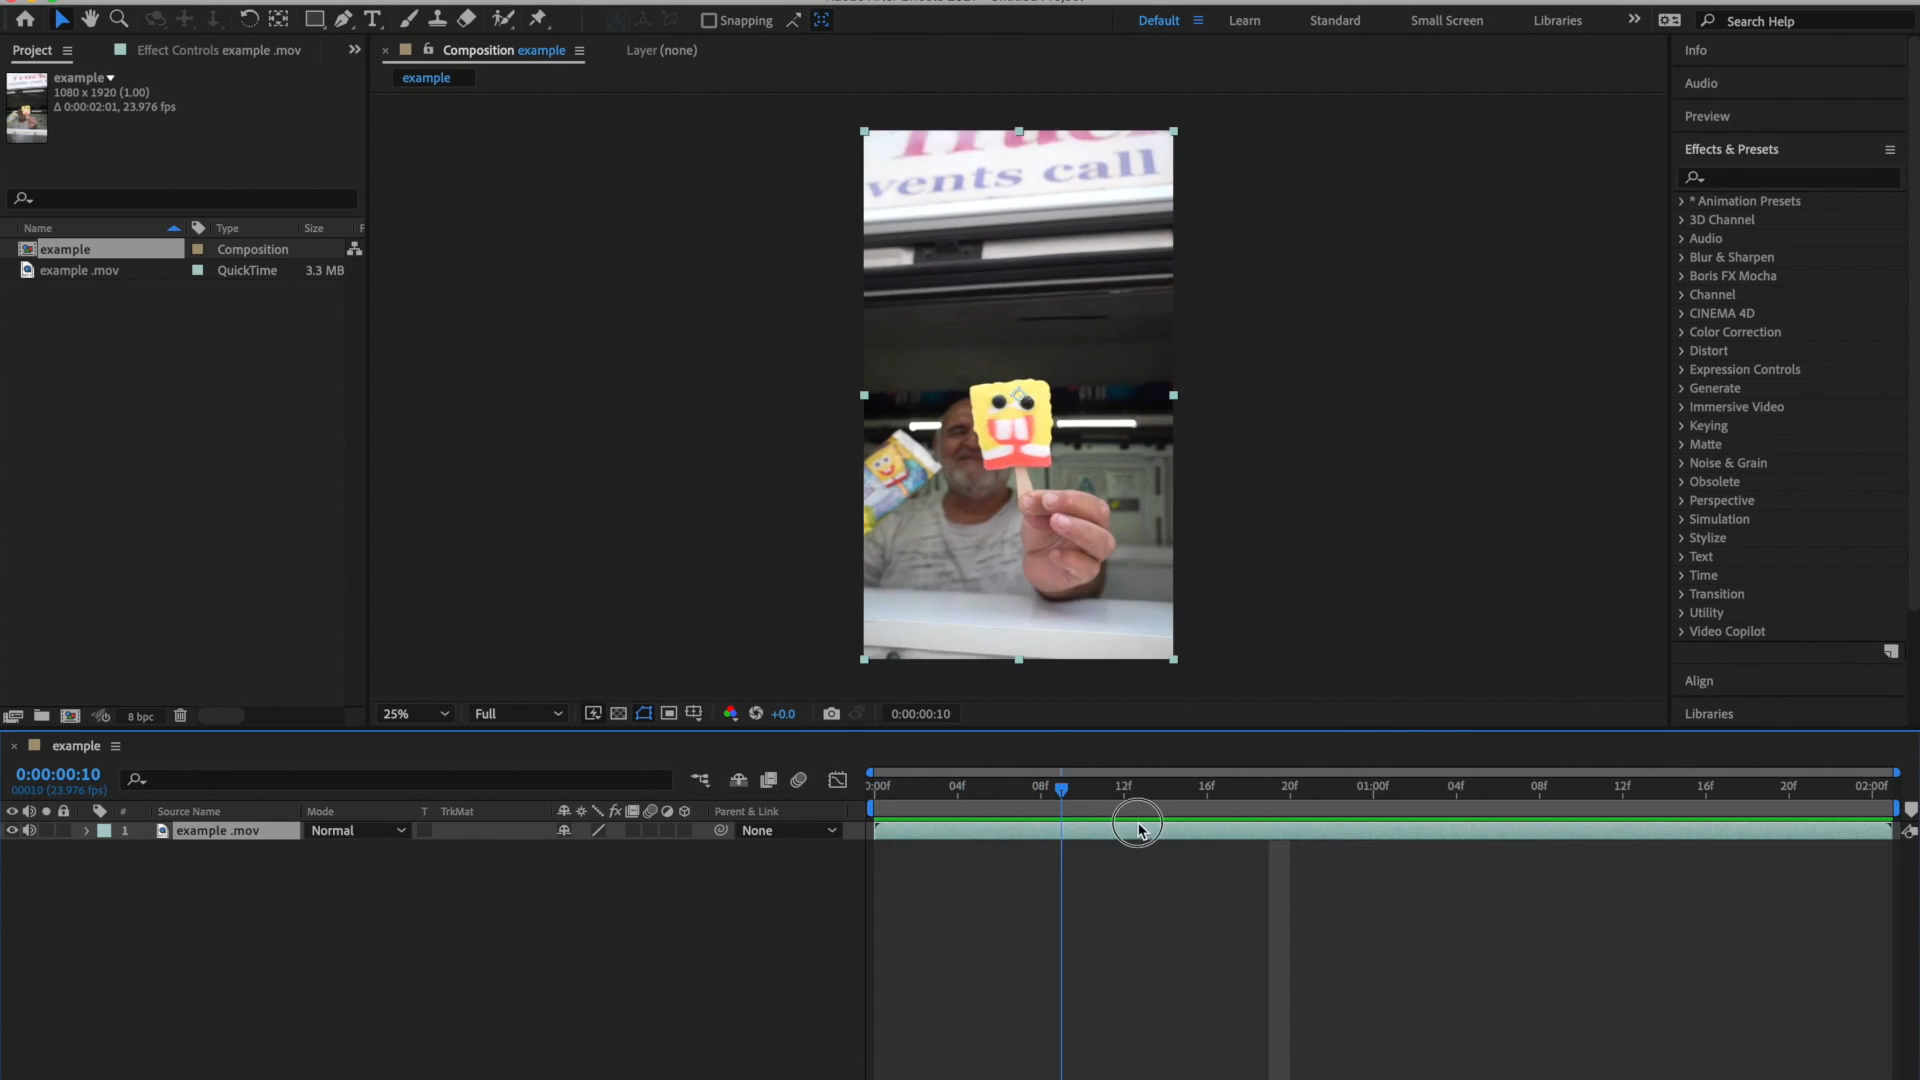 Snapping
Default
Learn
Standard
Small Screen
Libraries
Search Help
Project
Effect Controls example .mov
Composition example
Layer (none)
example
example
1080 x 1920 (1.00)
Δ 0:00:02:01, 23.976 fps
Name
Type
Size
example
Composition
example .mov
QuickTime
3.3 MB
8 bpc
vents call
25%
Full
+0.0
0:00:00:10
Info
Audio
Preview
Effects & Presets
* Animation Presets
3D Channel
Audio
Blur & Sharpen
Boris FX Mocha
Channel
CINEMA 4D
Color Correction
Distort
Expression Controls
Generate
Immersive Video
Keying
Matte
Noise & Grain
Obsolete
Perspective
Simulation
Stylize
Text
Time
Transition
Utility
Video Copilot
Align
Libraries
example
0:00:00:10
00010 (23.976 fps)
:00f 04f 08f 12f 16f 20f 01:00f 04f 08f 12f 16f 20f 02:00f
# Source Name Mode T TrkMat fx Parent & Link
1 example .mov Normal None